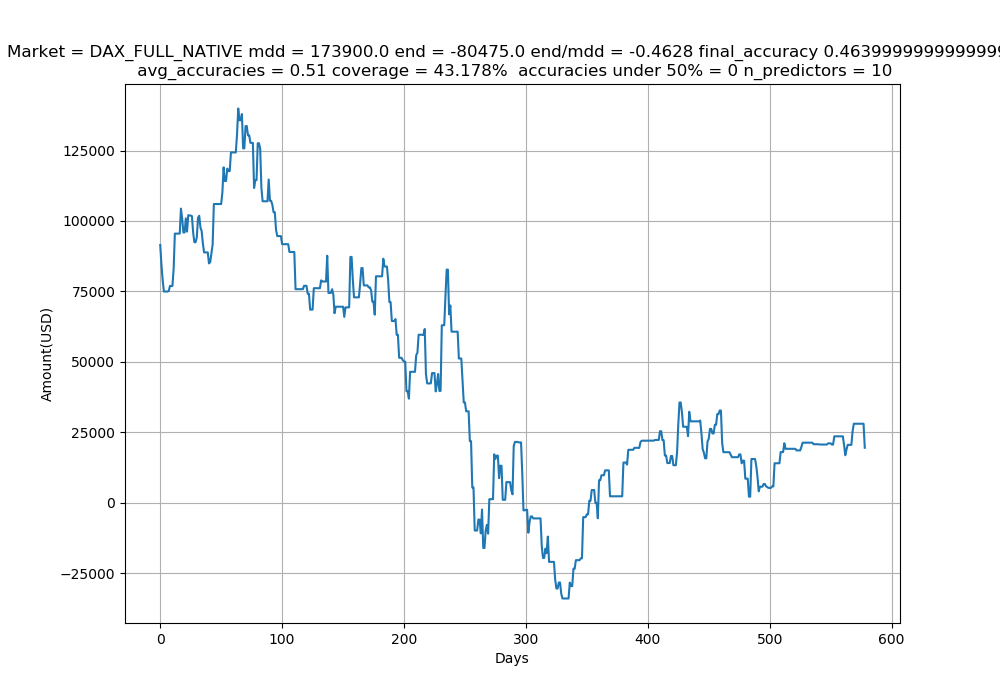 Market = DAX_FULL_NATIVE mdd = 173900.0 end = -80475.0 end/mdd = -0.4628 final_accuracy 0.4639999999999999
avg_accuracies = 0.51 coverage = 43.178%  accuracies under 50% = 0 n_predictors = 10
125000
100000
75000
50000
25000
0
−25000
Amount(USD)
0 100 200 300 400 500 600
Days